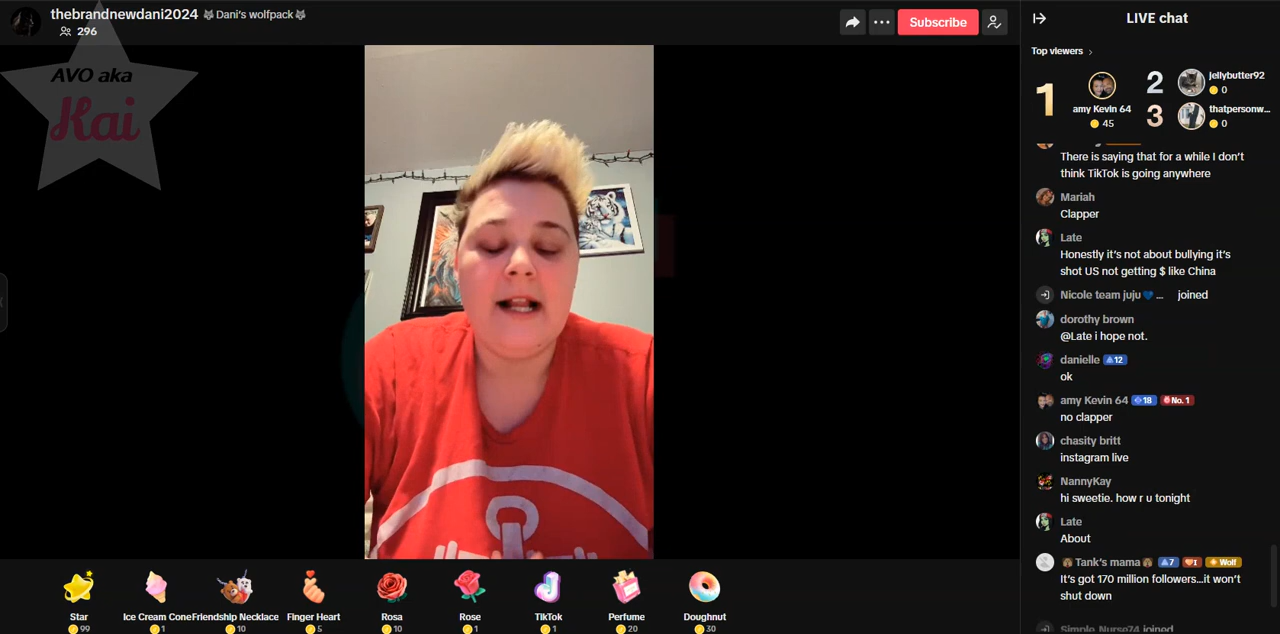 thebrandnewdani2024 🐺Dani's wolfpack🐺
296
Subscribe
AVO aka
Kai
LIVE chat
Top viewers >
1
amy Kevin 64
45
2
jellybutter92
0
3
thatpersonw...
0
There is saying that for a while I don't
think TikTok is going anywhere
Mariah
Clapper
Late
Honestly it's not about bullying it's
shot US not getting $ like China
Nicole team juju💙 ... joined
dorothy brown
@Late i hope not.
danielle 12
ok
amy Kevin 64 18 No. 1
no clapper
chasity britt
instagram live
NannyKay
hi sweetie. how r u tonight
Late
About
Tank's mama 7 I Wolf
It's got 170 million followers...it won't
shut down
Simple_Nurse74 joined
Star
99
Ice Cream Cone
1
Friendship Necklace
10
Finger Heart
5
Rosa
10
Rose
1
TikTok
1
Perfume
20
Doughnut
30